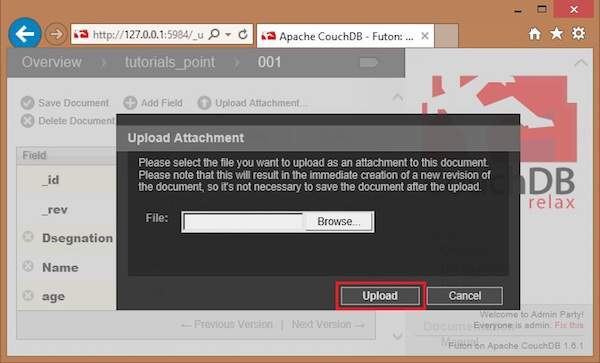 http://127.0.0.1:5984/_u
Apache CouchDB - Futon: ...
Overview
tutorials_point
001
Save Document
Add Field
Upload Attachment...
Delete Document
Upload Attachment
Please select the file you want to upload as an attachment to this document.
Please note that this will result in the immediate creation of a new revision
of the document, so it's not necessary to save the document after the upload.
File:
Browse...
Upload
Cancel
Field
_id
_rev
Dsegnation
Name
age
← Previous Version | Next Version →
CouchDB
relax
Welcome to Admin Party!
Everyone is admin. Fix this
Manual
Futon on Apache CouchDB 1.6.1